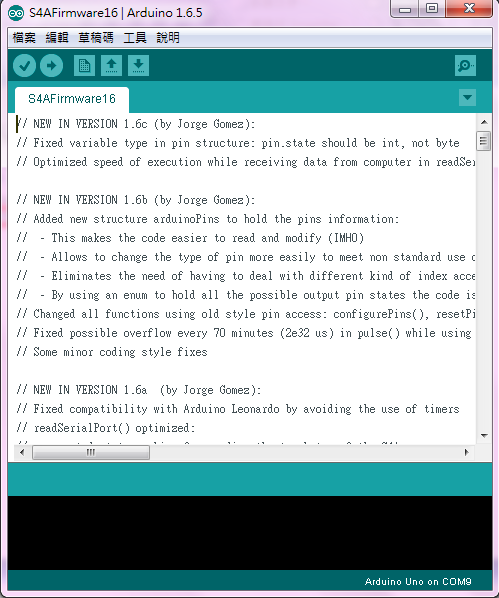 S4AFirmware16 | Arduino 1.6.5
檔案 編輯 草稿碼 工具 說明
S4AFirmware16
// NEW IN VERSION 1.6c (by Jorge Gomez):
// Fixed variable type in pin structure: pin.state should be int, not byte
// Optimized speed of execution while receiving data from computer in readSer
// NEW IN VERSION 1.6b (by Jorge Gomez):
// Added new structure arduinoPins to hold the pins information:
//  - This makes the code easier to read and modify (IMHO)
//  - Allows to change the type of pin more easily to meet non standard use o
//  - Eliminates the need of having to deal with different kind of index acce
//  - By using an enum to hold all the possible output pin states the code is
// Changed all functions using old style pin access: configurePins(), resetPi
// Fixed possible overflow every 70 minutes (2e32 us) in pulse() while using
// Some minor coding style fixes
// NEW IN VERSION 1.6a  (by Jorge Gomez):
// Fixed compatibility with Arduino Leonardo by avoiding the use of timers
// readSerialPort() optimized:
Arduino Uno on COM9